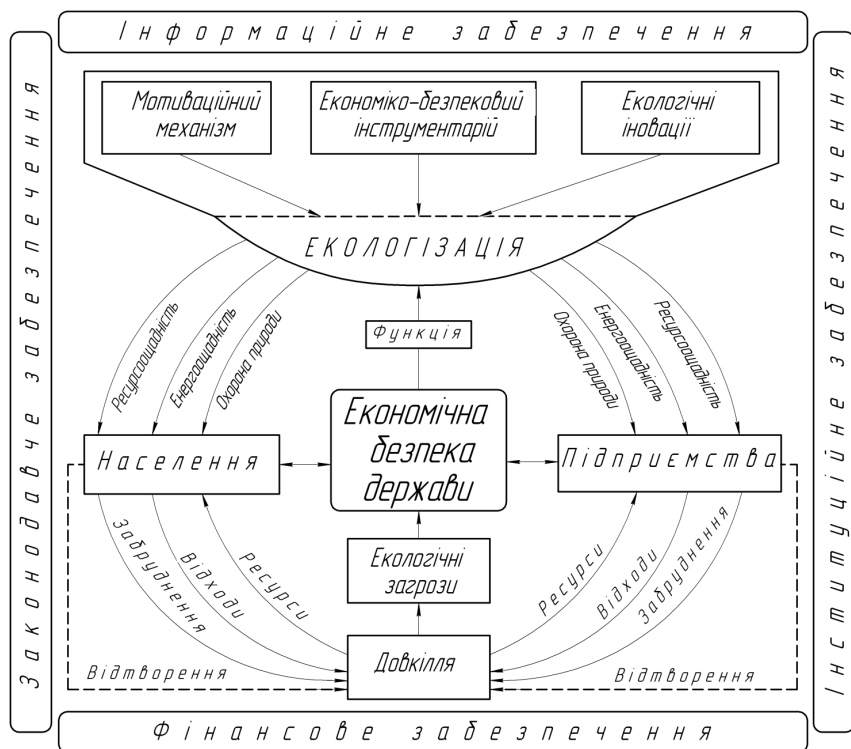 Інформаційне забезпечення
Законодавче забезпечення
Інституційне забезпечення
Мотиваційний
механізм
Економіко-безпековий
інструментарій
Екологічні
іновації
ЕКОЛОГІЗАЦІЯ
Ресурсоощадність
Енергоощадність
Охорона природи
Функція
Охорона природи
Енергоощадність
Ресурсоощадність
Населення
Економічна
безпека
держави
Підприємства
Забруднення
Відходи
Ресурси
Екологічні
загрози
Ресурси
Відходи
Забруднення
Відтворення
Довкілля
Відтворення
Фінансове забезпечення